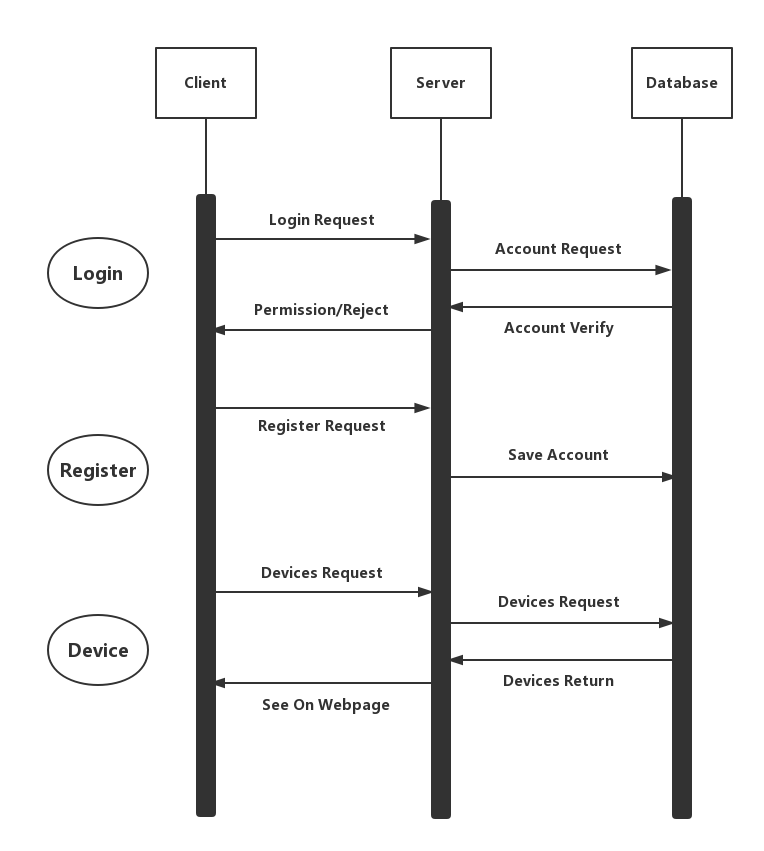 Client
Server
Database
Login Request
Account Request
Login
Permission/Reject
Account Verify
Register Request
Save Account
Register
Devices Request
Devices Request
Device
Devices Return
See On Webpage